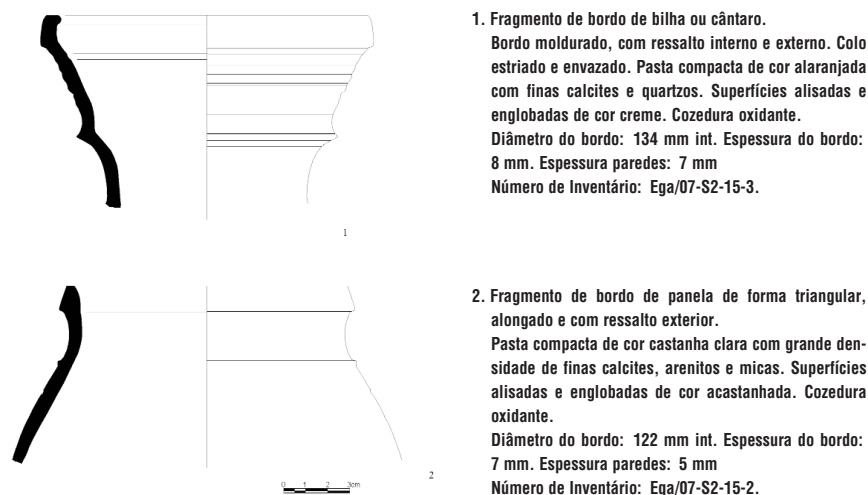 1. Fragmento de bordo de bilha ou cântaro.
Bordo moldurado, com ressalto interno e externo. Colo
estriado e envazado. Pasta compacta de cor alaranjada
com finas calcites e quartzos. Superfícies alisadas e
englobadas de cor creme. Cozedura oxidante.
Diâmetro do bordo: 134 mm int. Espessura do bordo:
8 mm. Espessura paredes: 7 mm
Número de Inventário: Ega/07-S2-15-3.
1
2. Fragmento de bordo de panela de forma triangular,
alongado e com ressalto exterior.
Pasta compacta de cor castanha clara com grande den-
sidade de finas calcites, arenitos e micas. Superfícies
alisadas e englobadas de cor acastanhada. Cozedura
oxidante.
Diâmetro do bordo: 122 mm int. Espessura do bordo:
7 mm. Espessura paredes: 5 mm
Número de Inventário: Ega/07-S2-15-2.
2
0 1 2 3cm